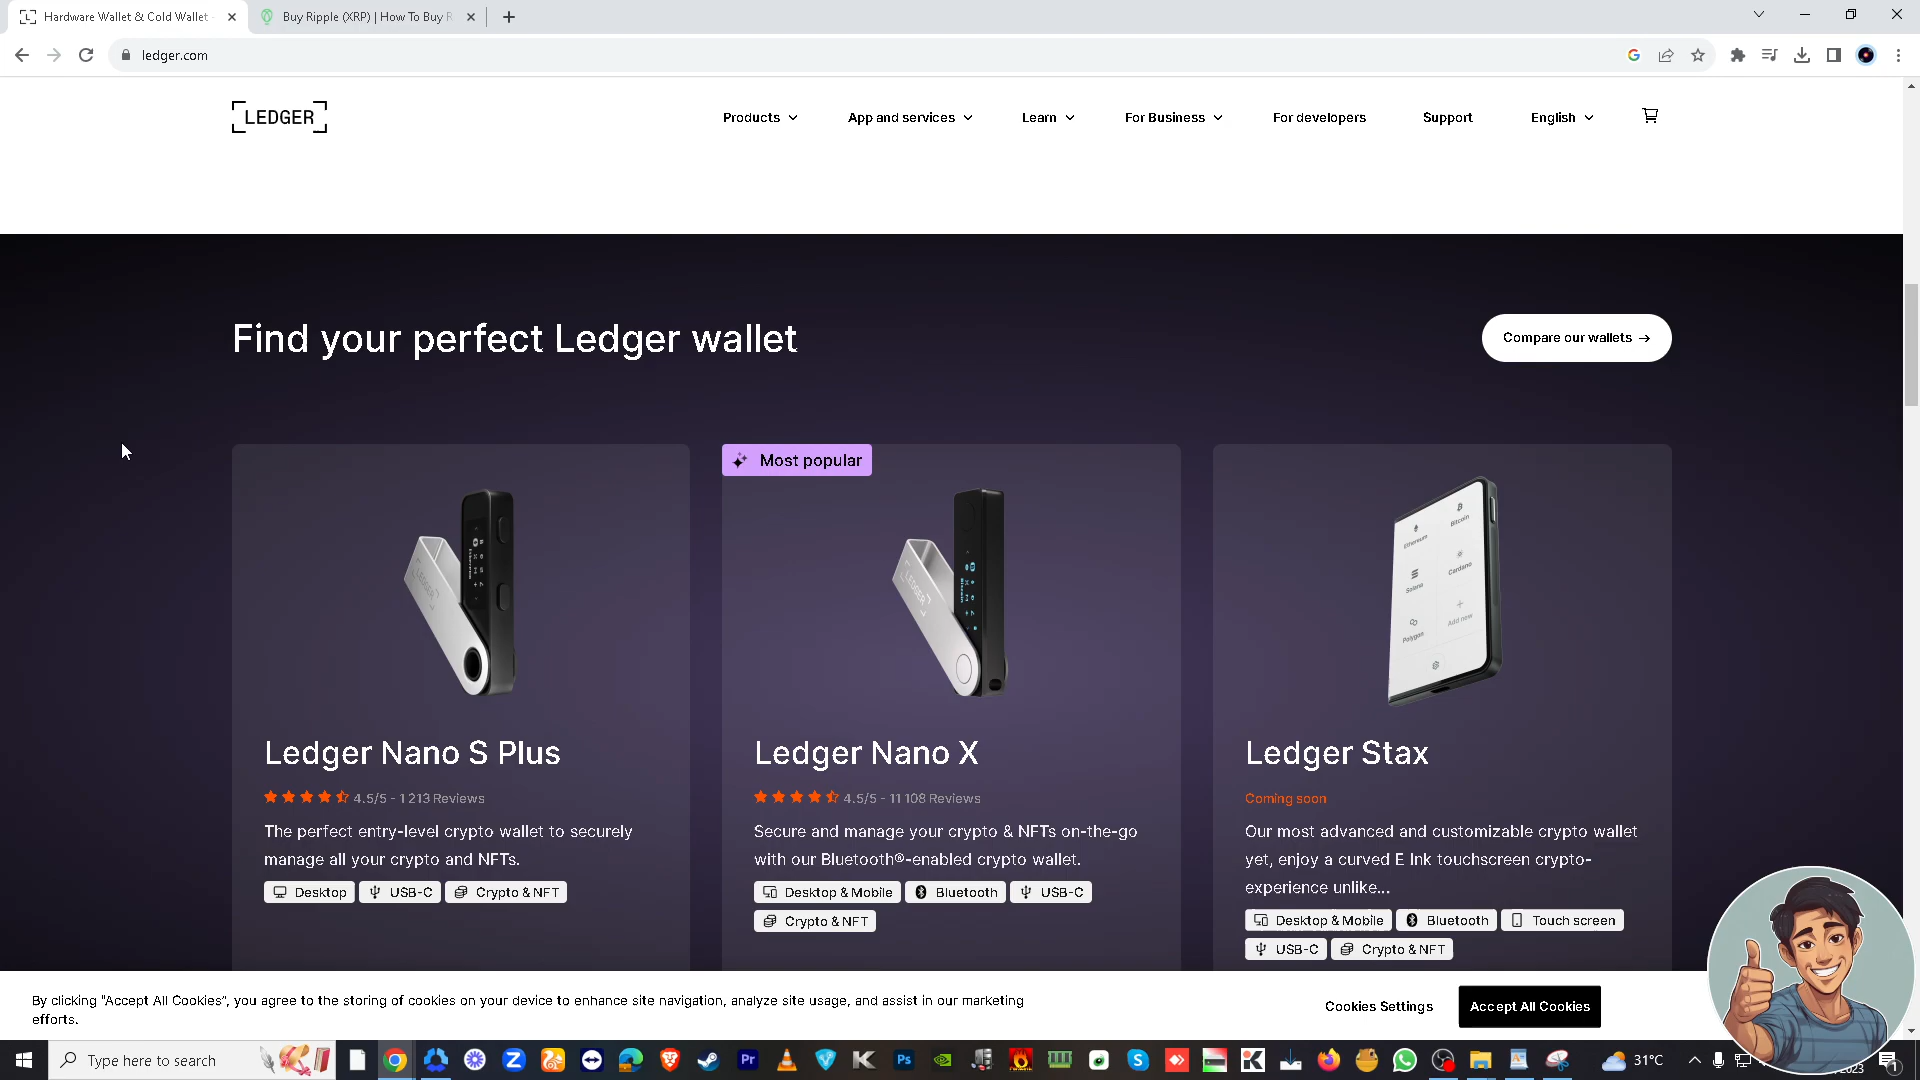 Hardware Wallet & Cold Wallet
Buy Ripple (XRP) | How To Buy R
ledger.com
LEDGER
Products
App and services
Learn
For Business
For developers
Support
English
Find your perfect Ledger wallet
Compare our wallets →
Most popular
Ethereum
Bitcoin
Solana
Cardano
Polygon
Add new
Ledger Nano S Plus
4.5/5 - 1 213 Reviews
The perfect entry-level crypto wallet to securely
manage all your crypto and NFTs.
Desktop
USB-C
Crypto & NFT
Ledger Nano X
4.5/5 - 11 108 Reviews
Secure and manage your crypto & NFTs on-the-go
with our Bluetooth®-enabled crypto wallet.
Desktop & Mobile
Bluetooth
USB-C
Crypto & NFT
Ledger Stax
Coming soon
Our most advanced and customizable crypto wallet
yet, enjoy a curved E Ink touchscreen crypto-
experience unlike...
Desktop & Mobile
Bluetooth
Touch screen
USB-C
Crypto & NFT
By clicking "Accept All Cookies", you agree to the storing of cookies on your device to enhance site navigation, analyze site usage, and assist in our marketing
efforts.
Cookies Settings
Accept All Cookies
Type here to search
31°C